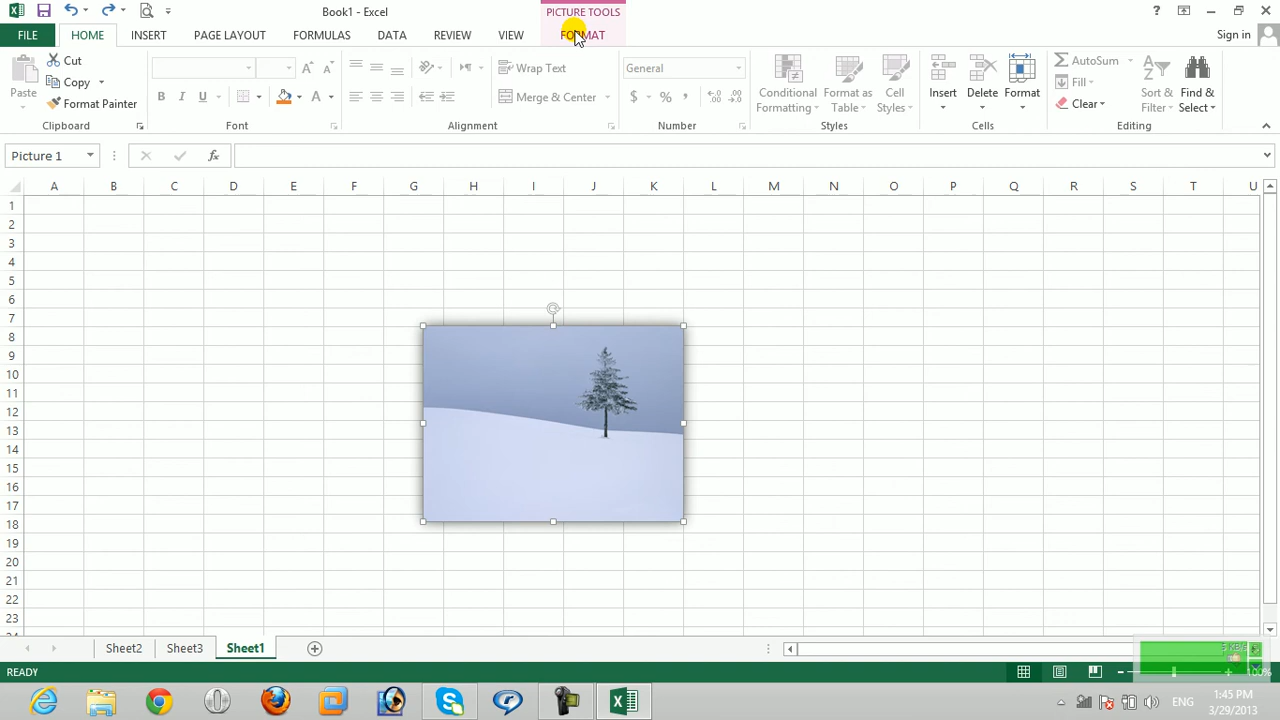 Book1 - Excel
PICTURE TOOLS
?
FILE
HOME
INSERT
PAGE LAYOUT
FORMULAS
DATA
REVIEW
VIEW
FORMAT
Sign in
Paste
Cut
Copy
Format Painter
Clipboard
B I U
A
Font
Wrap Text
Merge & Center
Alignment
General
$ % ,
Number
Conditional Formatting
Format as Table
Cell Styles
Styles
Insert
Delete
Format
Cells
AutoSum
Fill
Clear
Sort & Filter
Find & Select
Editing
Picture 1
fx
A B C D E F G H I J K L M N O P Q R S T U
1
2
3
4
5
6
7
8
9
10
11
12
13
14
15
16
17
18
19
20
21
22
23
Sheet2
Sheet3
Sheet1
READY
100%
ENG
1:45 PM
3/29/2013